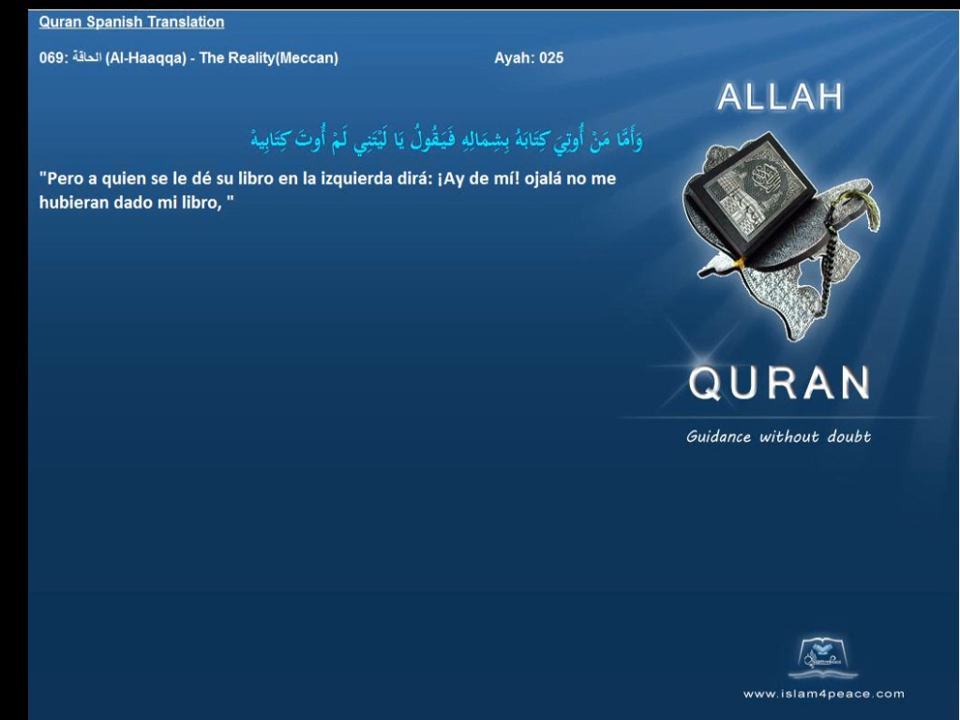 Quran Spanish Translation
069: الحاقة (Al-Haaqqa) - The Reality(Meccan) Ayah: 025
وَأَمَّا مَنْ أُوتِيَ كِتَابَهُ بِشِمَالِهِ فَيَقُولُ يَا لَيْتَنِي لَمْ أُوتَ كِتَابِيهْ
"Pero a quien se le dé su libro en la izquierda dirá: ¡Ay de mí! ojalá no me
hubieran dado mi libro, "
ALLAH
QURAN
Guidance without doubt
www.islam4peace.com